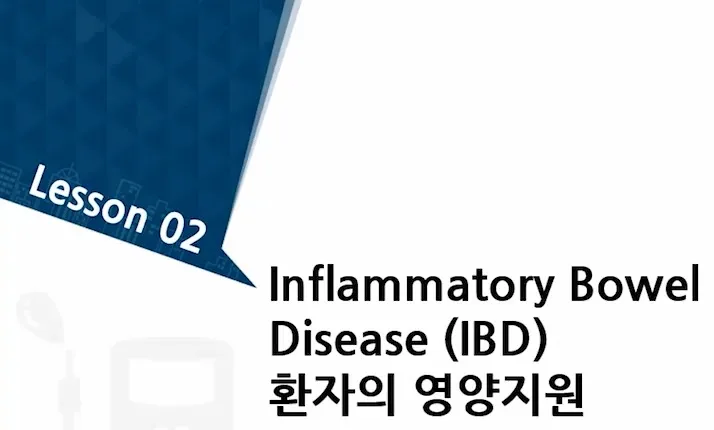 Lesson 02
Inflammatory Bowel
Disease (IBD)
환자의 영양지원